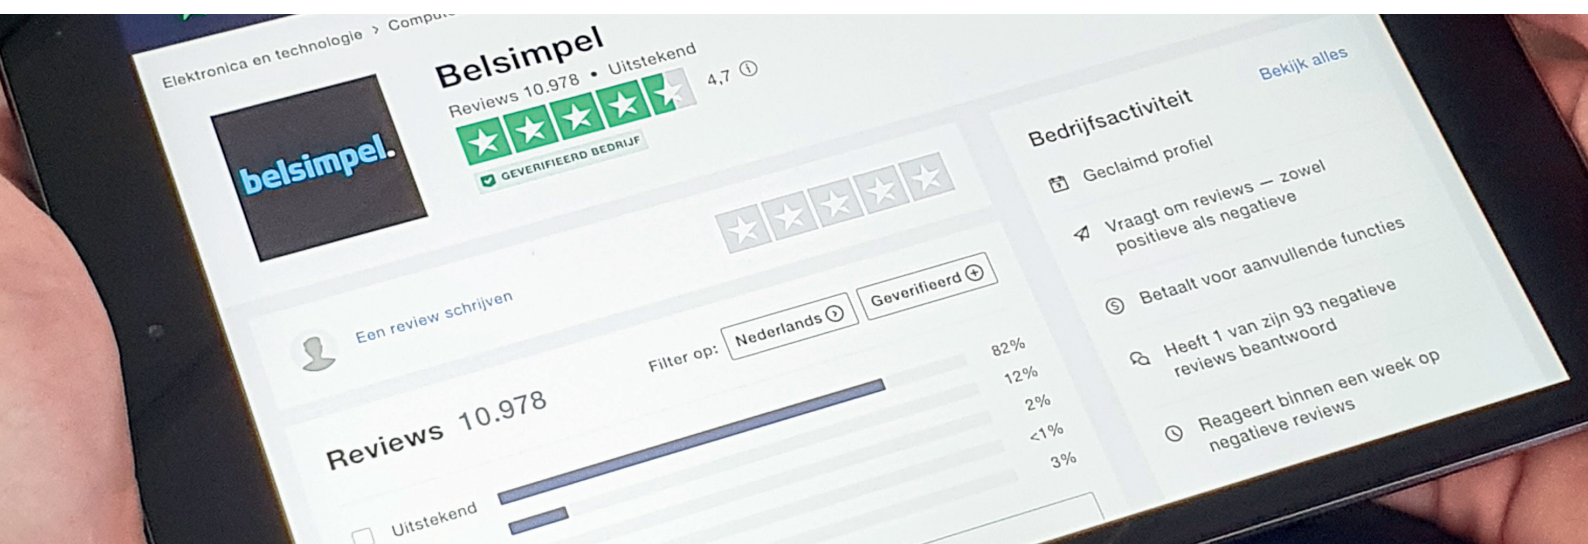 Elektronica en technologie >
Belsimpel
Reviews 10.978 • Uitstekend
4,7
GEVERIFIEERD BEDRIJF
belsimpel.
Een review schrijven
Filter op: Nederlands Geverifieerd
Reviews 10.978
Uitstekend
82%
12%
2%
<1%
3%
Bedrijfsactiviteit
Bekijk alles
Geclaimd profiel
Vraagt om reviews — zowel
positieve als negatieve
Betaalt voor aanvullende functies
Heeft 1 van zijn 93 negatieve
reviews beantwoord
Reageert binnen een week op
negatieve reviews